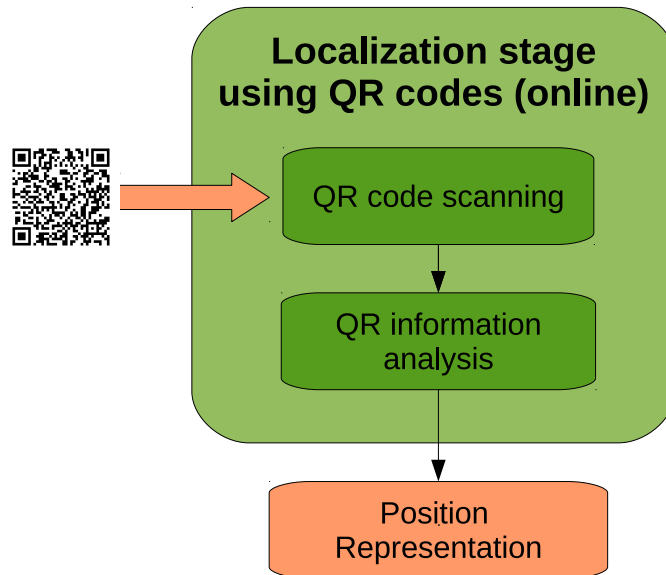 Localization stage
using QR codes (online)
QR code scanning
QR information
analysis
Position
Representation